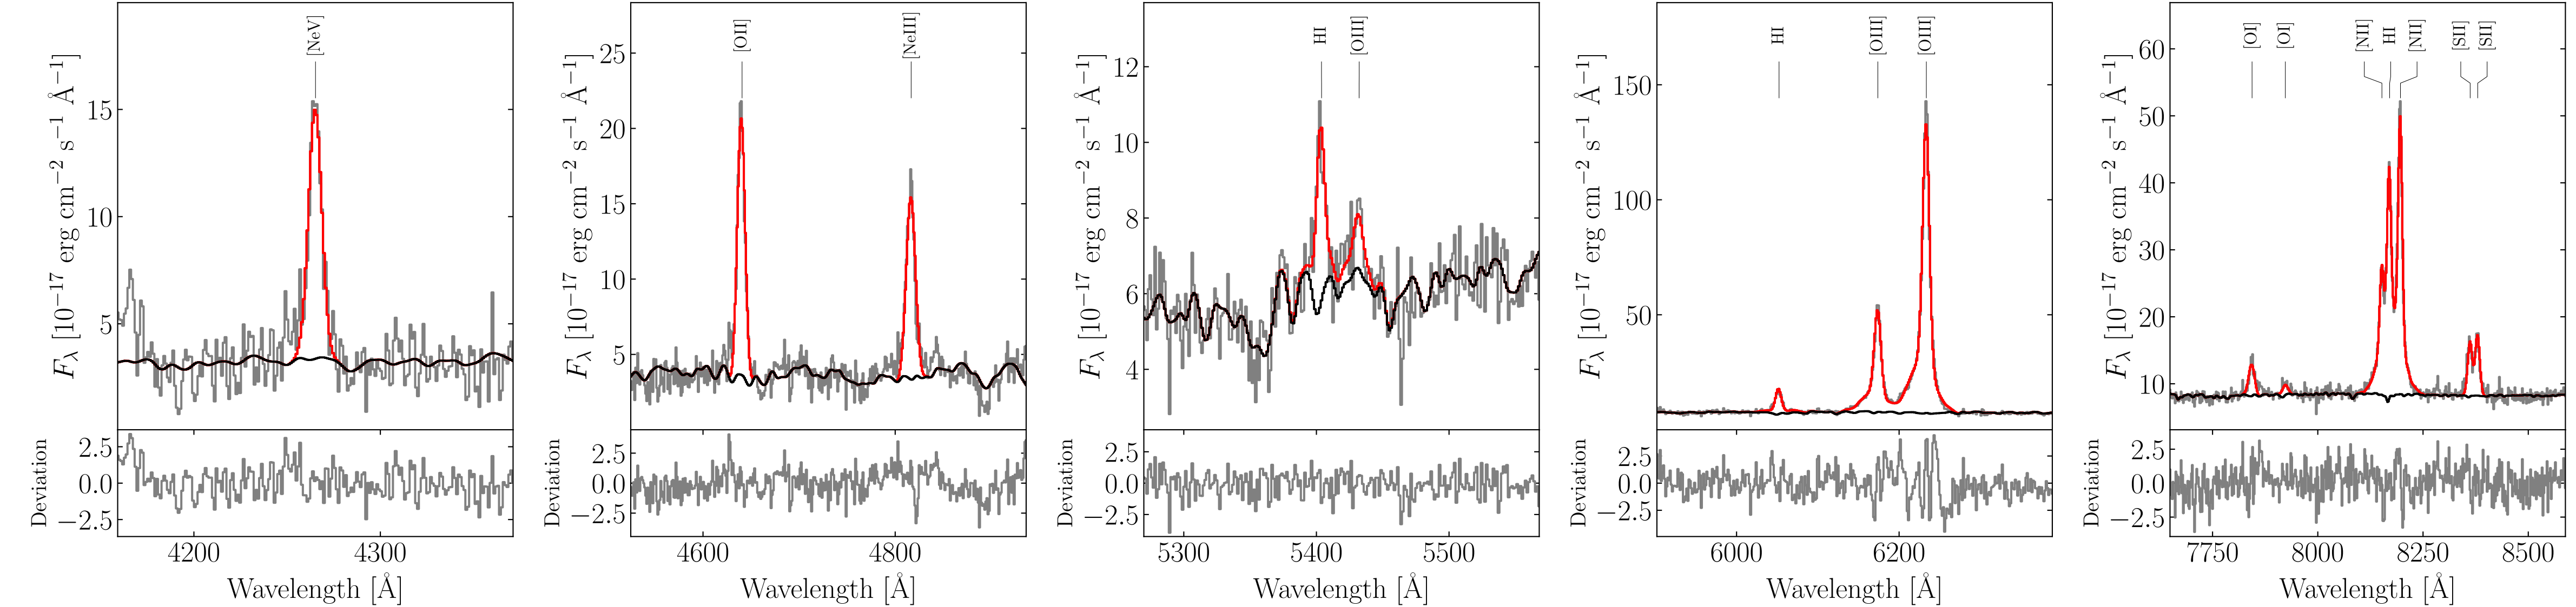 [NeV]
15
10
5
F_λ [10^−17 erg cm^−2 s^−1 Å^−1]
2.5
0.0
−2.5
Deviation
4200 4300
Wavelength [Å]
[OII] [NeIII]
25
20
15
10
5
F_λ [10^−17 erg cm^−2 s^−1 Å^−1]
2.5
0.0
−2.5
Deviation
4600 4800
Wavelength [Å]
HI [OIII]
12
10
8
6
4
F_λ [10^−17 erg cm^−2 s^−1 Å^−1]
2.5
0.0
−2.5
Deviation
5300 5400 5500
Wavelength [Å]
HI [OIII] [OIII]
150
100
50
F_λ [10^−17 erg cm^−2 s^−1 Å^−1]
2.5
0.0
−2.5
Deviation
6000 6200
Wavelength [Å]
[OI] [OI] [NII] HI [NII] [SII] [SII]
60
50
40
30
20
10
F_λ [10^−17 erg cm^−2 s^−1 Å^−1]
2.5
0.0
−2.5
Deviation
7750 8000 8250 8500
Wavelength [Å]